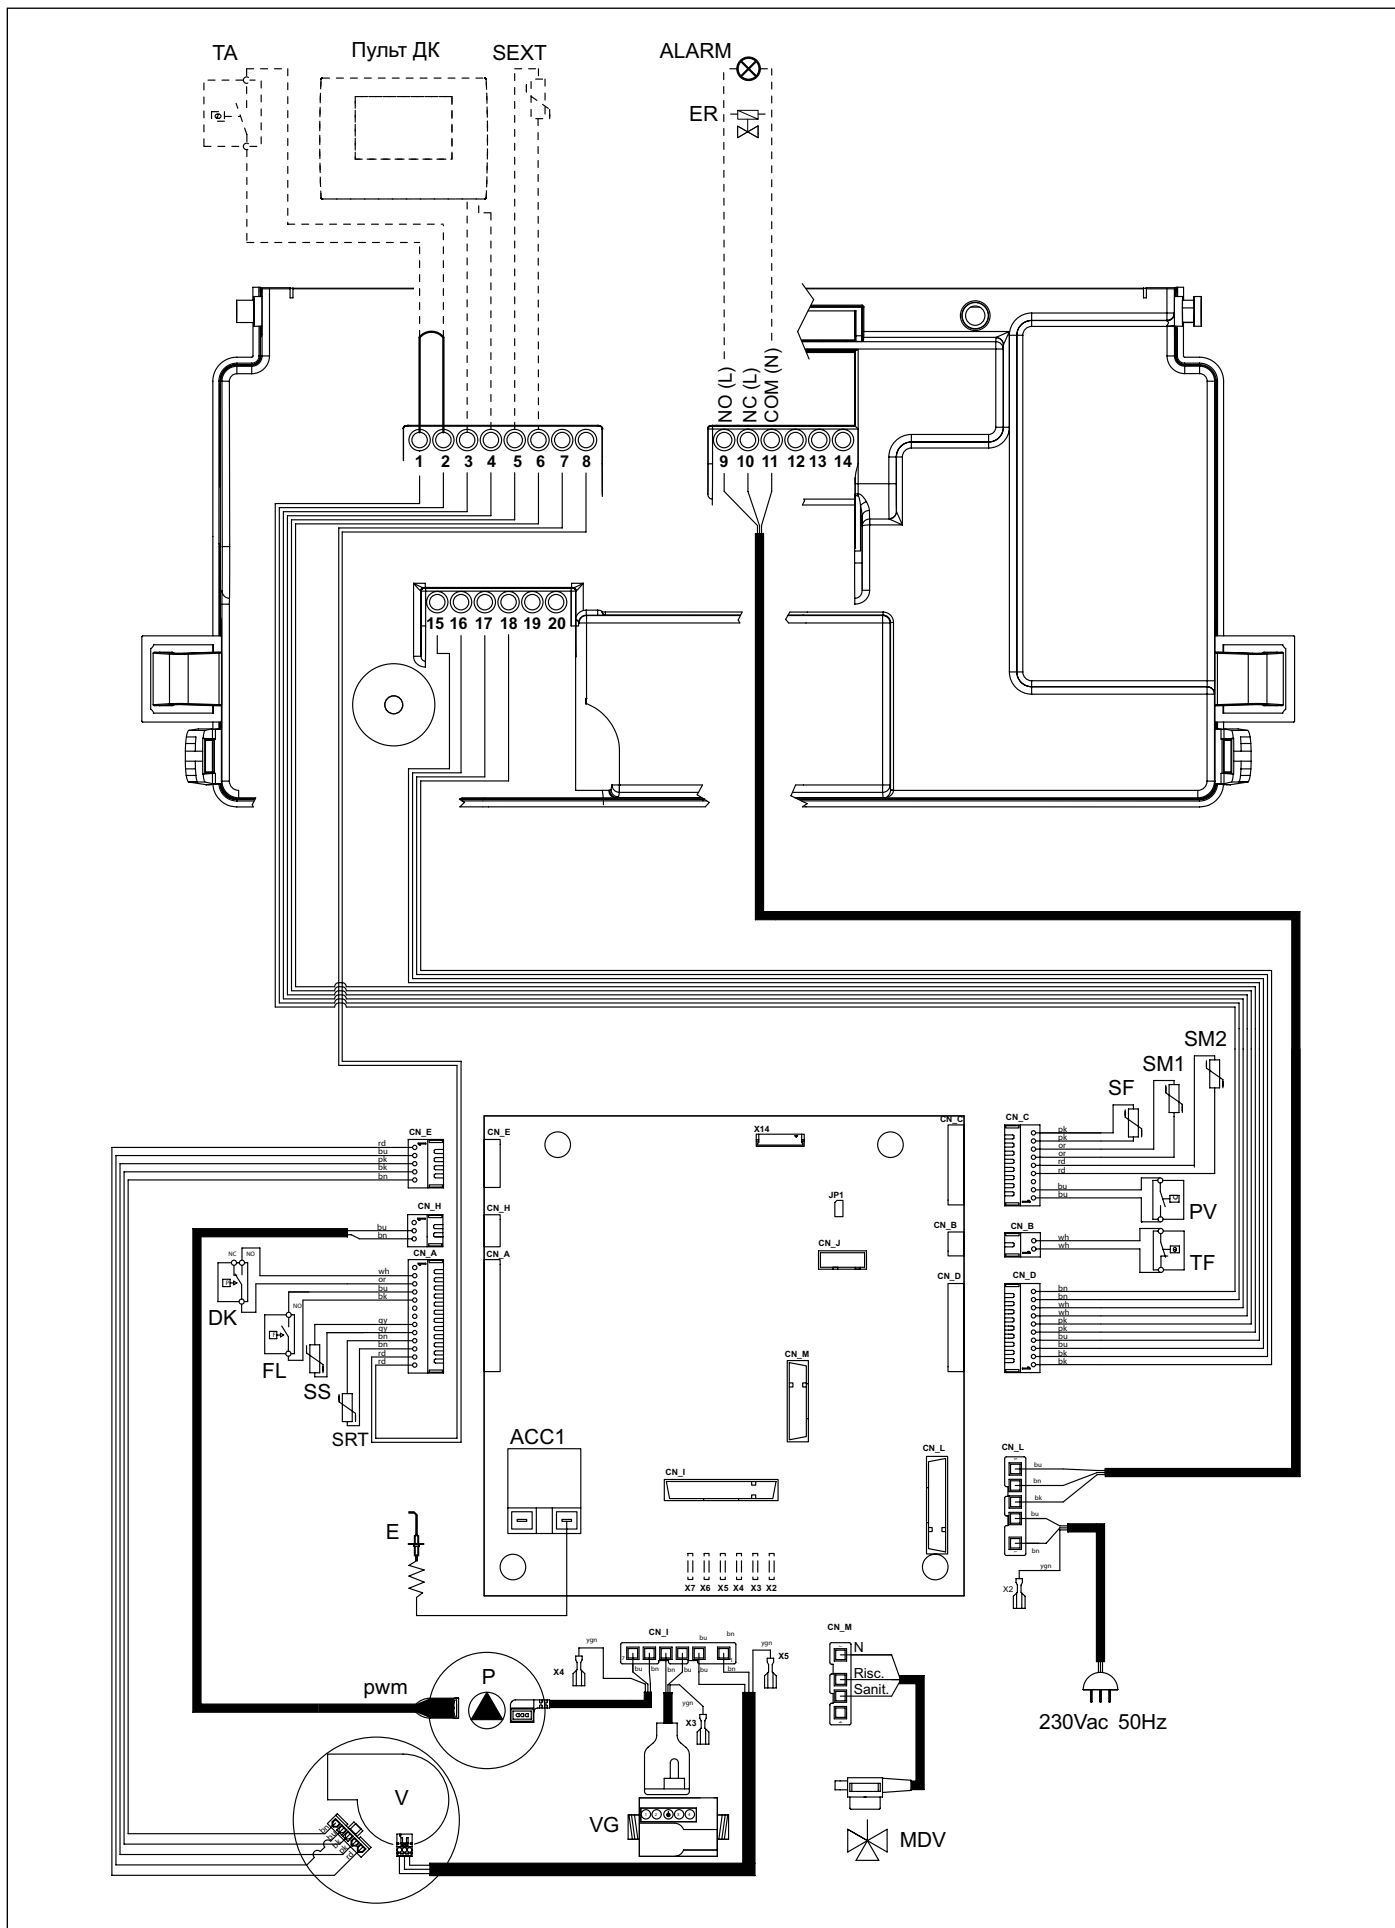 TA
Пульт ДК
SEXT
ALARM
ER
NO (L)
NC (L)
COM (N)
1 2 3 4 5 6 7 8
9 10 11 12 13 14
15 16 17 18 19 20
SM2
SM1
SF
CN_E
CN_E
X14
CN_C
CN_C
rd
bu
pk
bk
bn
pk
pk
or
or
rd
rd
bu
bu
PV
JP1
CN_H
CN_H
bu
bn
CN_B
CN_B
wh
wh
TF
CN_J
CN_A
CN_A
NC NO
wh
or
bu
bk
gy
gy
bn
bn
rd
rd
DK
NO
FL
SS
SRT
CN_D
CN_D
bn
bn
wh
wh
pk
pk
bu
bu
bk
bk
CN_M
ACC1
CN_I
CN_L
CN_L
bu
bn
bk
bu
bn
ygn
X2
E
X7 X6 X5 X4 X3 X2
CN_I
bu bn
ygn
X4
bu bn bn bu bu bn
ygn
X5
ygn
X3
CN_M
N
Risc.
Sanit.
230Vac 50Hz
pwm
P
V
bn
bu
rd
VG
MDV